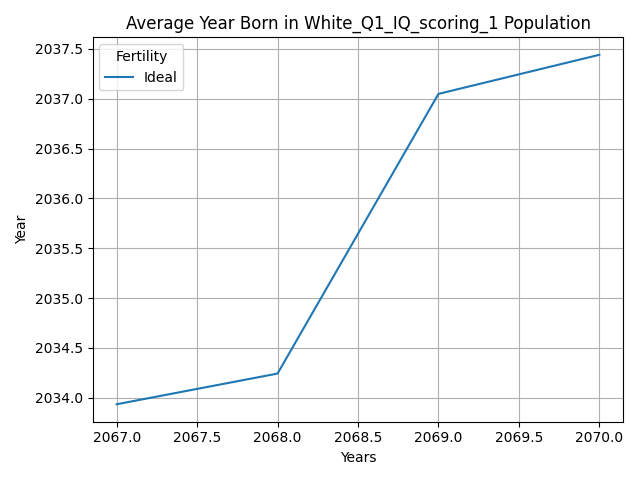 Average Year Born in White_Q1_IQ_scoring_1 Population
2037.5
2037.0
2036.5
2036.0
2035.5
2035.0
2034.5
2034.0
Year
Fertility
Ideal
2067.0 2067.5 2068.0 2068.5 2069.0 2069.5 2070.0
Years